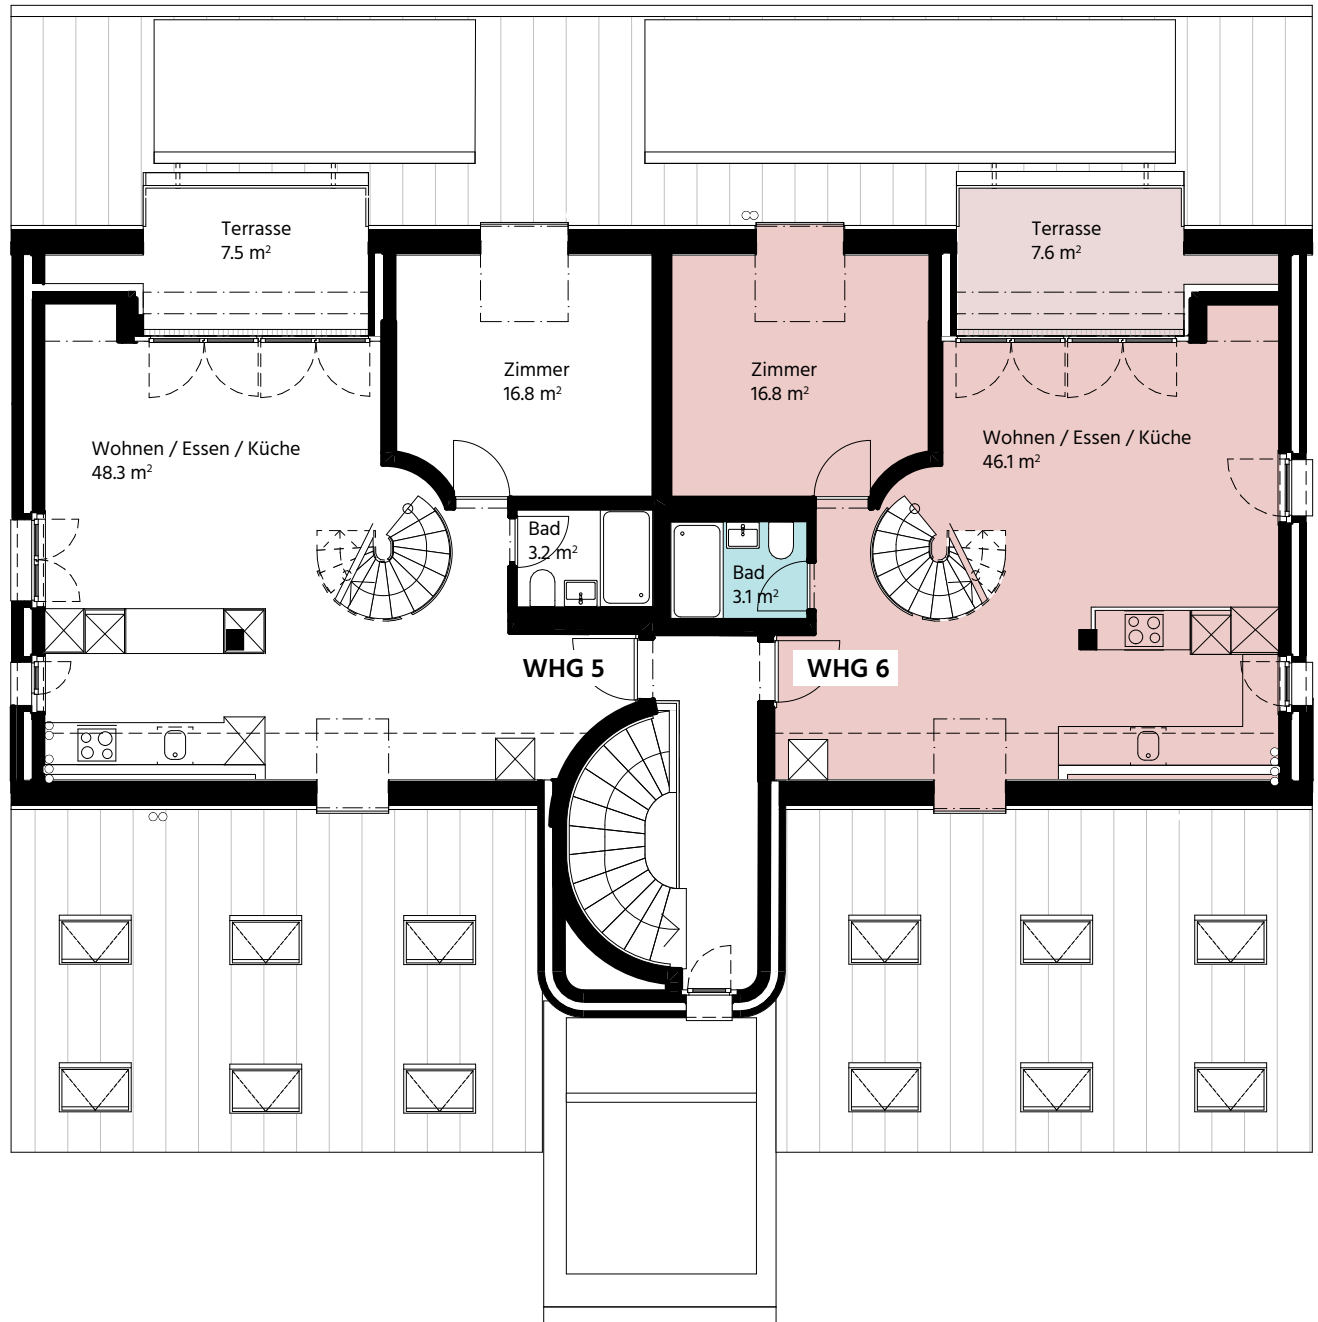 Terrasse
7.5 m²
Terrasse
7.6 m²
Zimmer
16.8 m²
Zimmer
16.8 m²
Wohnen / Essen / Küche
48.3 m²
Wohnen / Essen / Küche
46.1 m²
Bad
3.2 m²
Bad
3.1 m²
WHG 5
WHG 6